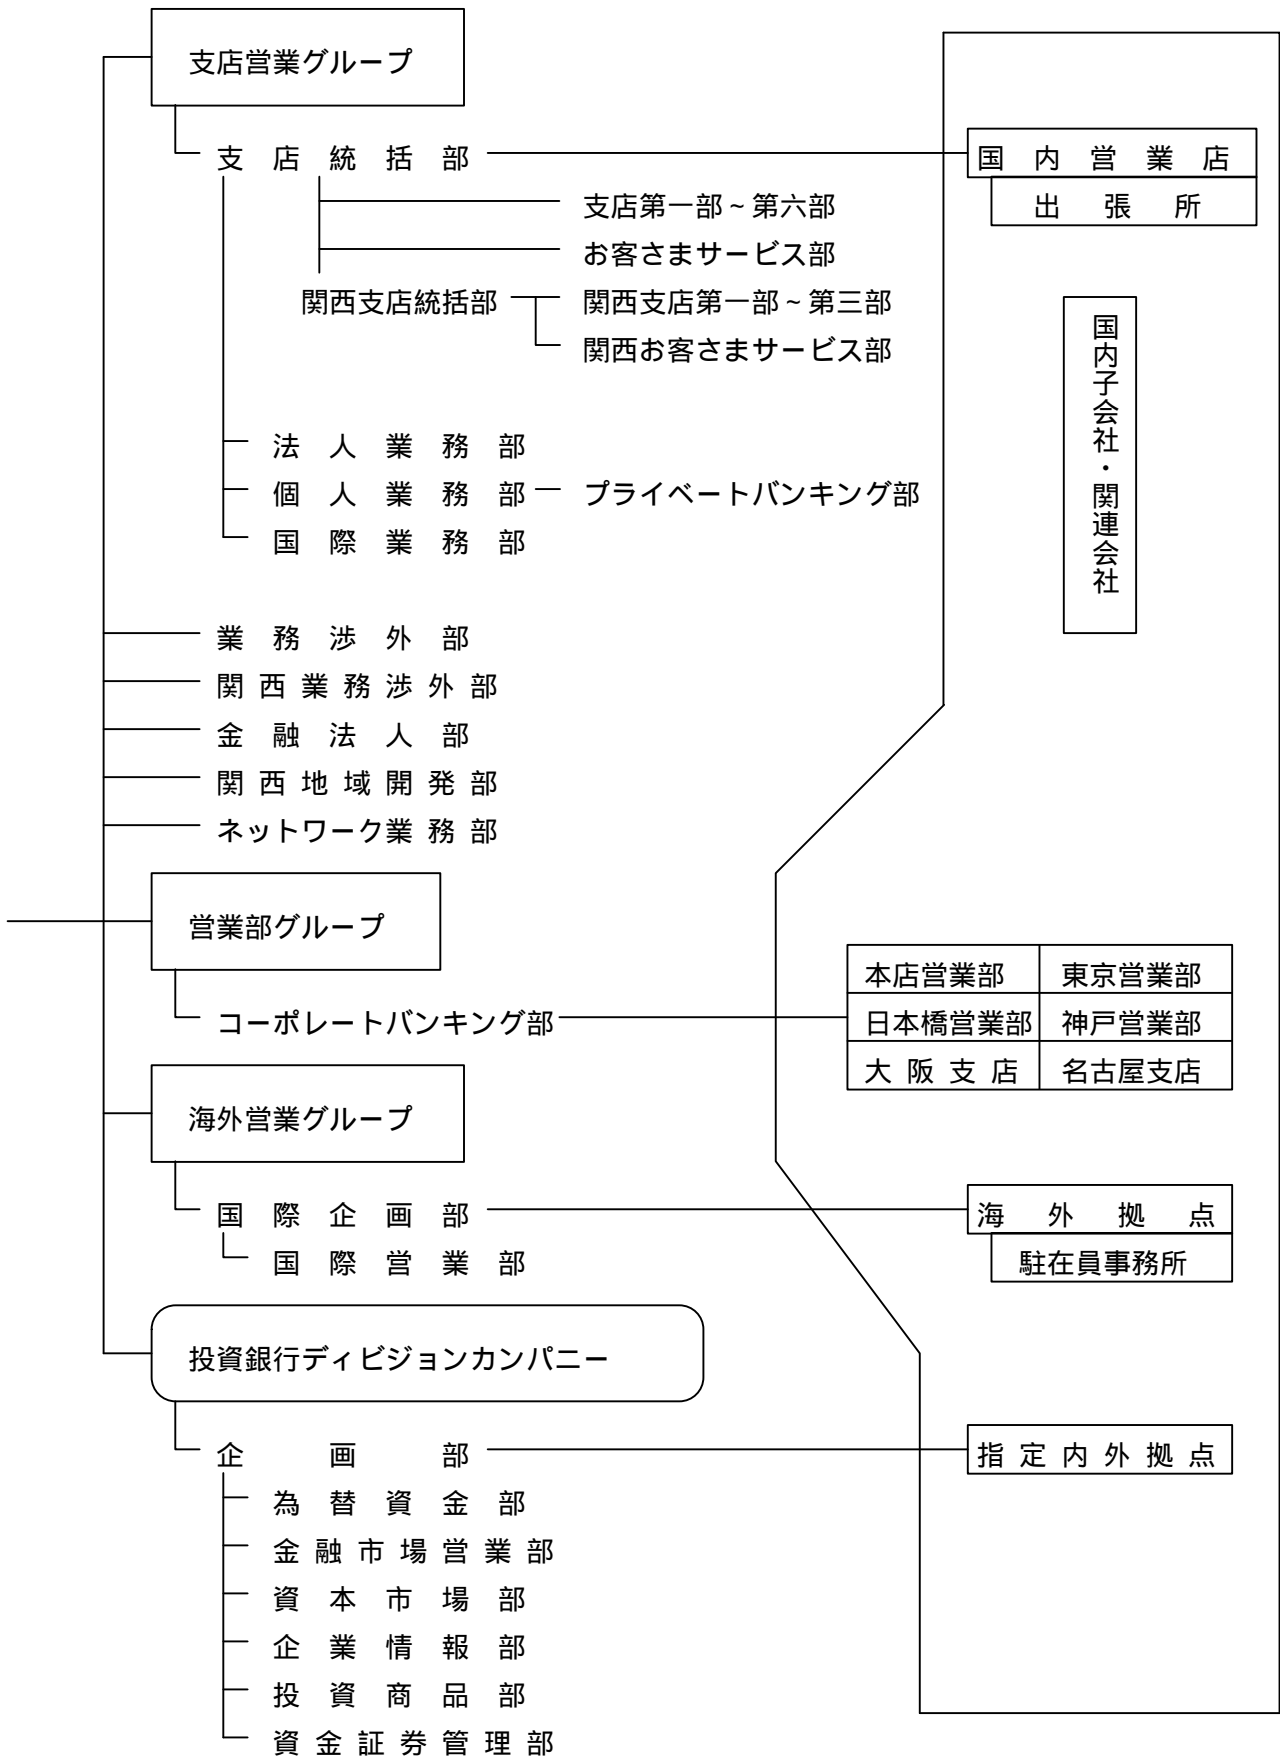 支店営業グループ
支店統括部
国内営業店
出張所
支店第一部~第六部
お客さまサービス部
関西支店統括部
関西支店第一部~第三部
関西お客さまサービス部
国内子会社・関連会社
法人業務部
個人業務部
プライベートバンキング部
国際業務部
業務渉外部
関西業務渉外部
金融法人部
関西地域開発部
ネットワーク業務部
営業部グループ
本店営業部 東京営業部
コーポレートバンキング部
日本橋営業部 神戸営業部
大阪支店 名古屋支店
海外営業グループ
国際企画部
海外拠点
国際営業部
駐在員事務所
投資銀行ディビジョンカンパニー
企画部
指定内外拠点
為替資金部
金融市場営業部
資本市場部
企業情報部
投資商品部
資金証券管理部